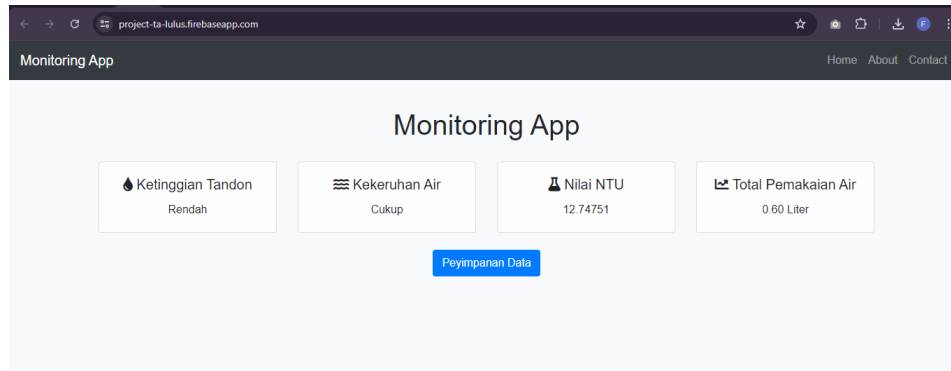 project-ta-lulus.firebaseapp.com
F
Monitoring App
Home About Contact
Monitoring App
Ketinggian Tandon
Rendah
Kekeruhan Air
Cukup
Nilai NTU
12.74751
Total Pemakaian Air
0.60 Liter
Peyimpanan Data